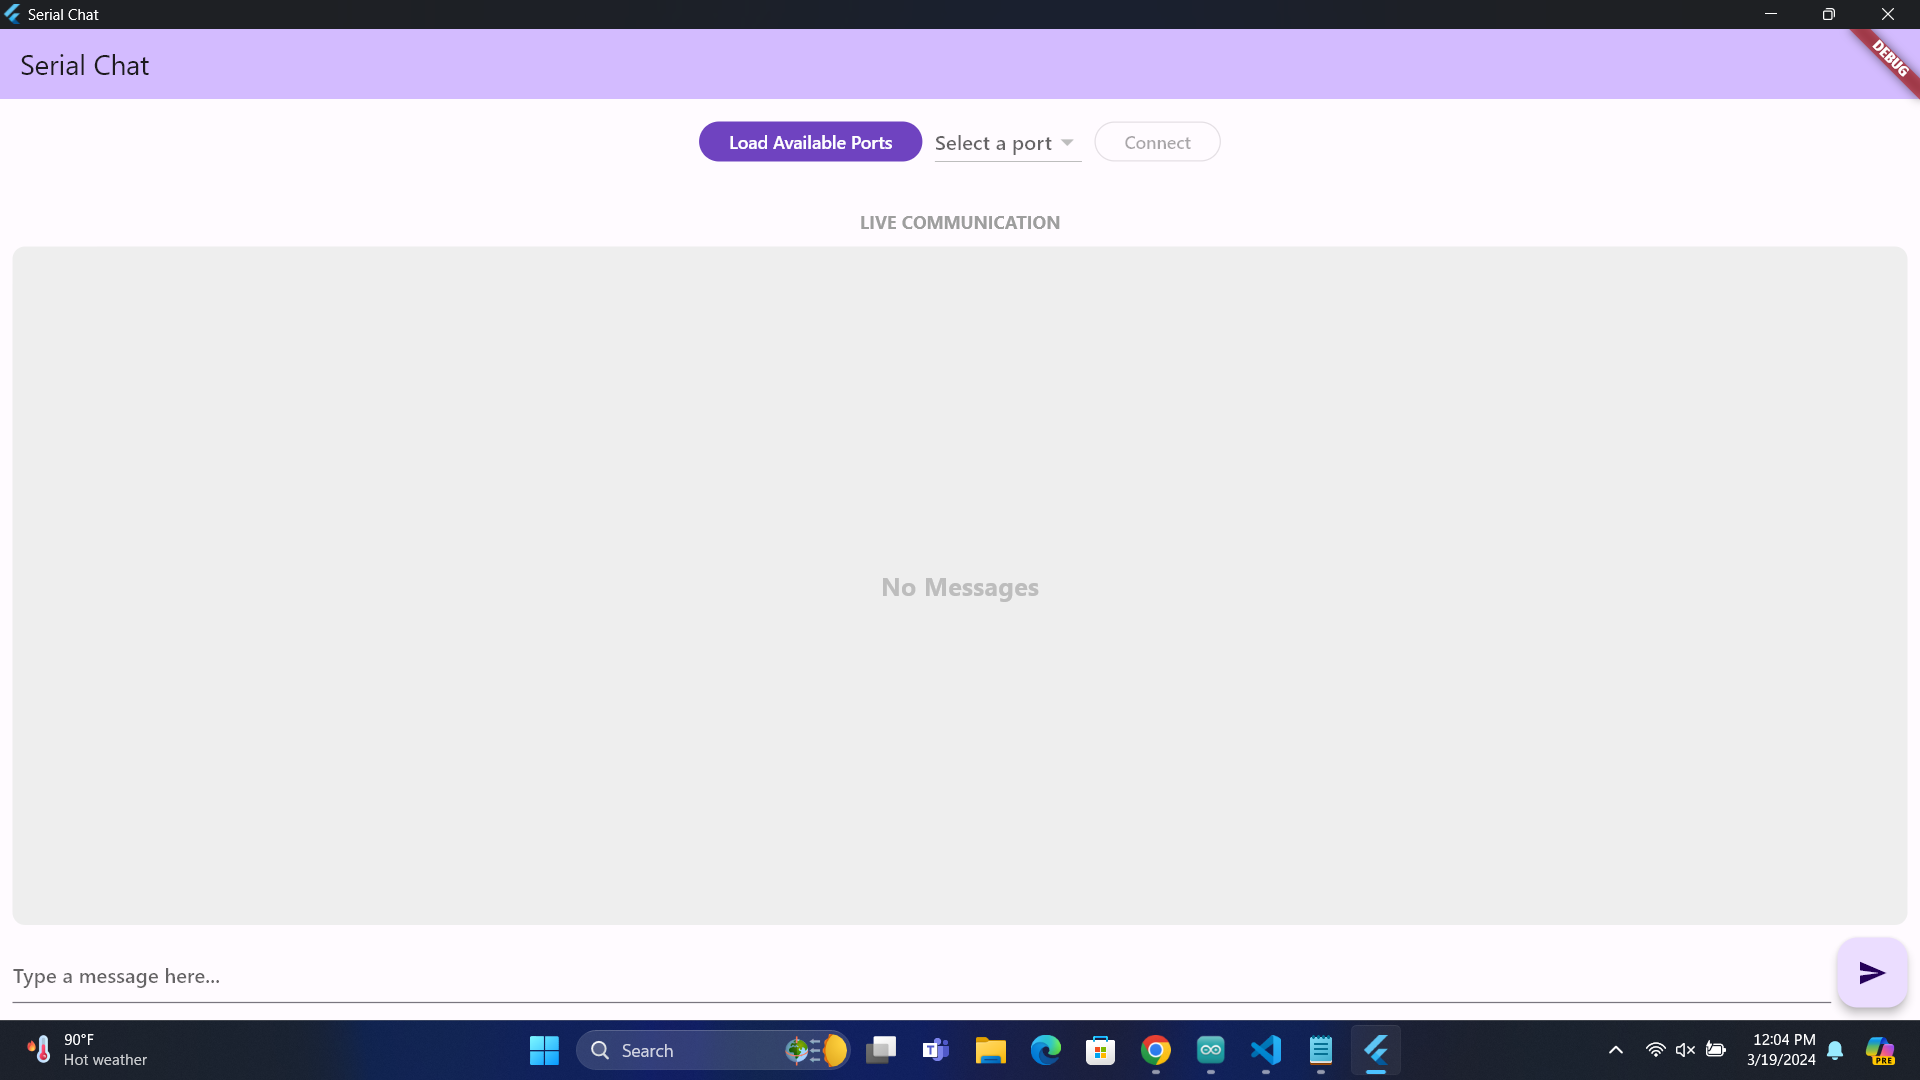 Serial Chat
Serial Chat
DEBUG
Load Available Ports
Select a port
Connect
LIVE COMMUNICATION
No Messages
Type a message here...
90°F
Hot weather
Search
T
12:04 PM
3/19/2024
PRE